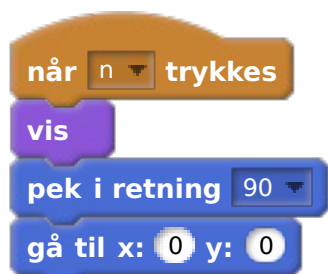 når n trykkes
vis
pek i retning 90
gå til x: 0 y: 0